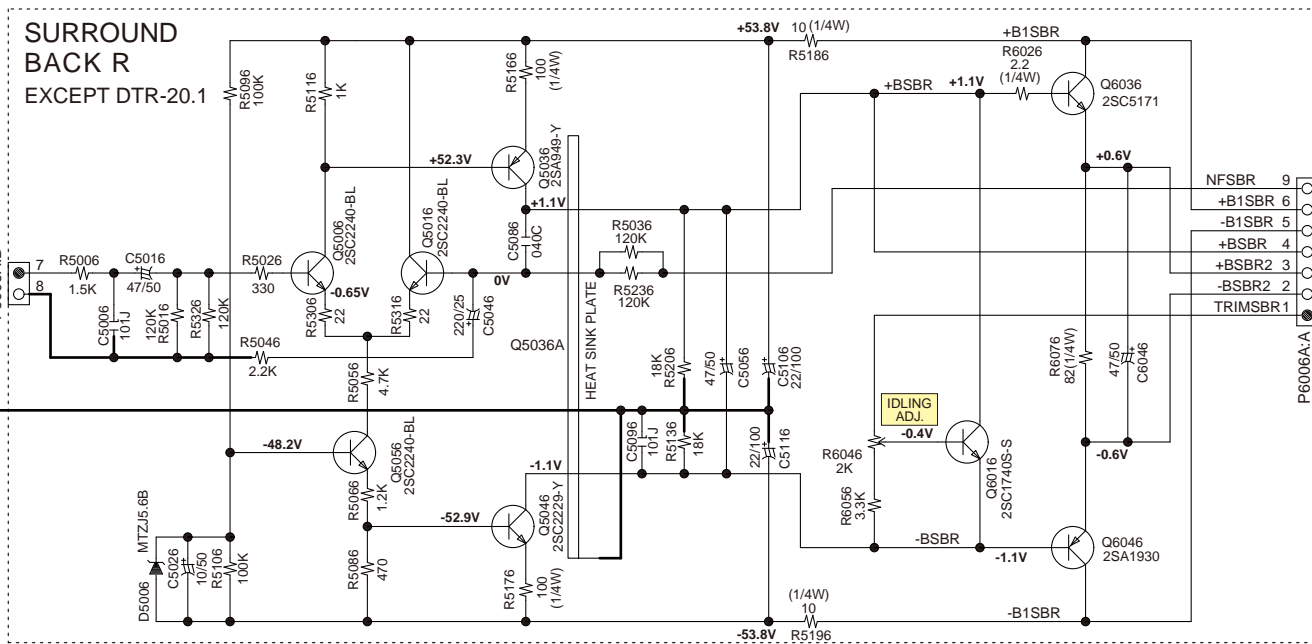 SURROUND
BACK R
EXCEPT DTR-20.1
R5096
100K
R5116
1K
R5166
100
(1/4W)
+53.8V
10 (1/4W)
R5186
+B1SBR
R6026
2.2
(1/4W)
+BSBR
+1.1V
Q6036
2SC5171
+52.3V
Q5036
2SA949-Y
+1.1V
+0.6V
Q5006
2SC2240-BL
Q5016
2SC2240-BL
C5086
040C
R5036
120K
R5236
120K
NFSBR 9
+B1SBR 6
-B1SBR 5
+BSBR 4
+BSBR2 3
-BSBR2 2
TRIMSBR 1
P6006A:A
7
8
R5006
1.5K
C5016
47/50
R5026
330
-0.65V
0V
C5006
101J
120K
R5016
R5326
120K
R5306
22
R5316
22
220/25
C5046
R5046
2.2K
R5056
4.7K
Q5036A
HEAT SINK PLATE
18K
R5206
47/50
C5056
C5106
22/100
R6076
82(1/4W)
47/50
C6046
IDLING
ADJ.
-0.4V
R6046
2K
Q6016
2SC1740S-S
-0.6V
R6056
3.3K
-48.2V
Q5056
2SC2240-BL
R5066
1.2K
C5096
101J
R5136
18K
22/100
C5116
-1.1V
-52.9V
Q5046
2SC2229-Y
-BSBR
-1.1V
Q6046
2SA1930
D5006
MTZJ5.6B
C5026
10/50
R5106
100K
R5086
470
R5176
100
(1/4W)
-53.8V
(1/4W)
10
R5196
-B1SBR